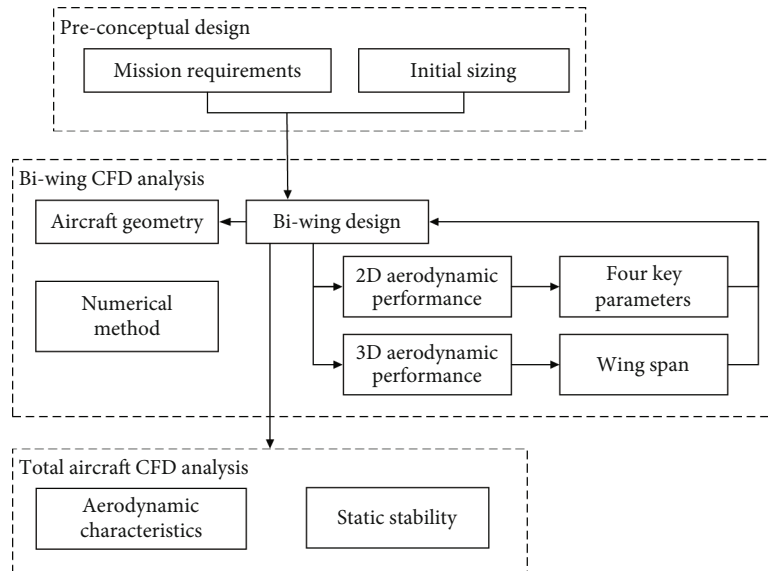 Pre-conceptual design
Mission requirements
Initial sizing
Bi-wing CFD analysis
Aircraft geometry
Bi-wing design
Numerical
method
2D aerodynamic
performance
Four key
parameters
3D aerodynamic
performance
Wing span
Total aircraft CFD analysis
Aerodynamic
characteristics
Static stability